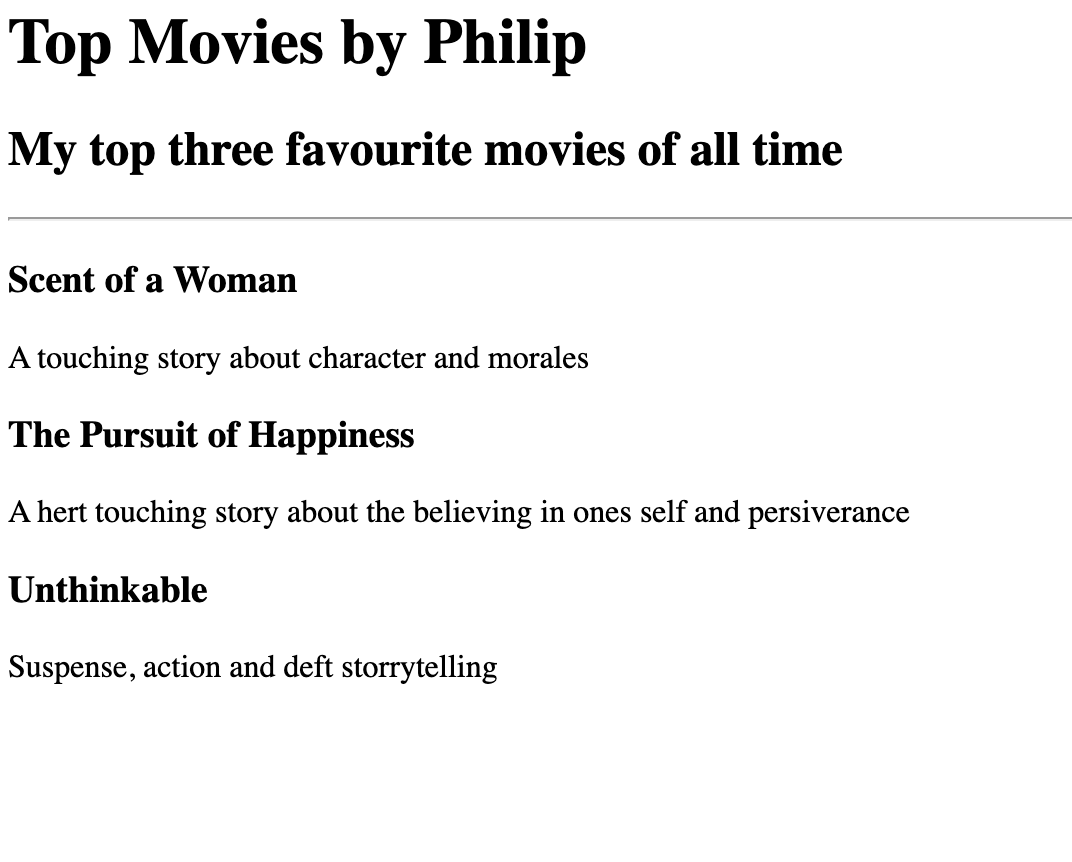 Top Movies by Philip
My top three favourite movies of all time
Scent of a Woman
A touching story about character and morales
The Pursuit of Happiness
A hert touching story about the believing in ones self and persiverance
Unthinkable
Suspense, action and deft storrytelling